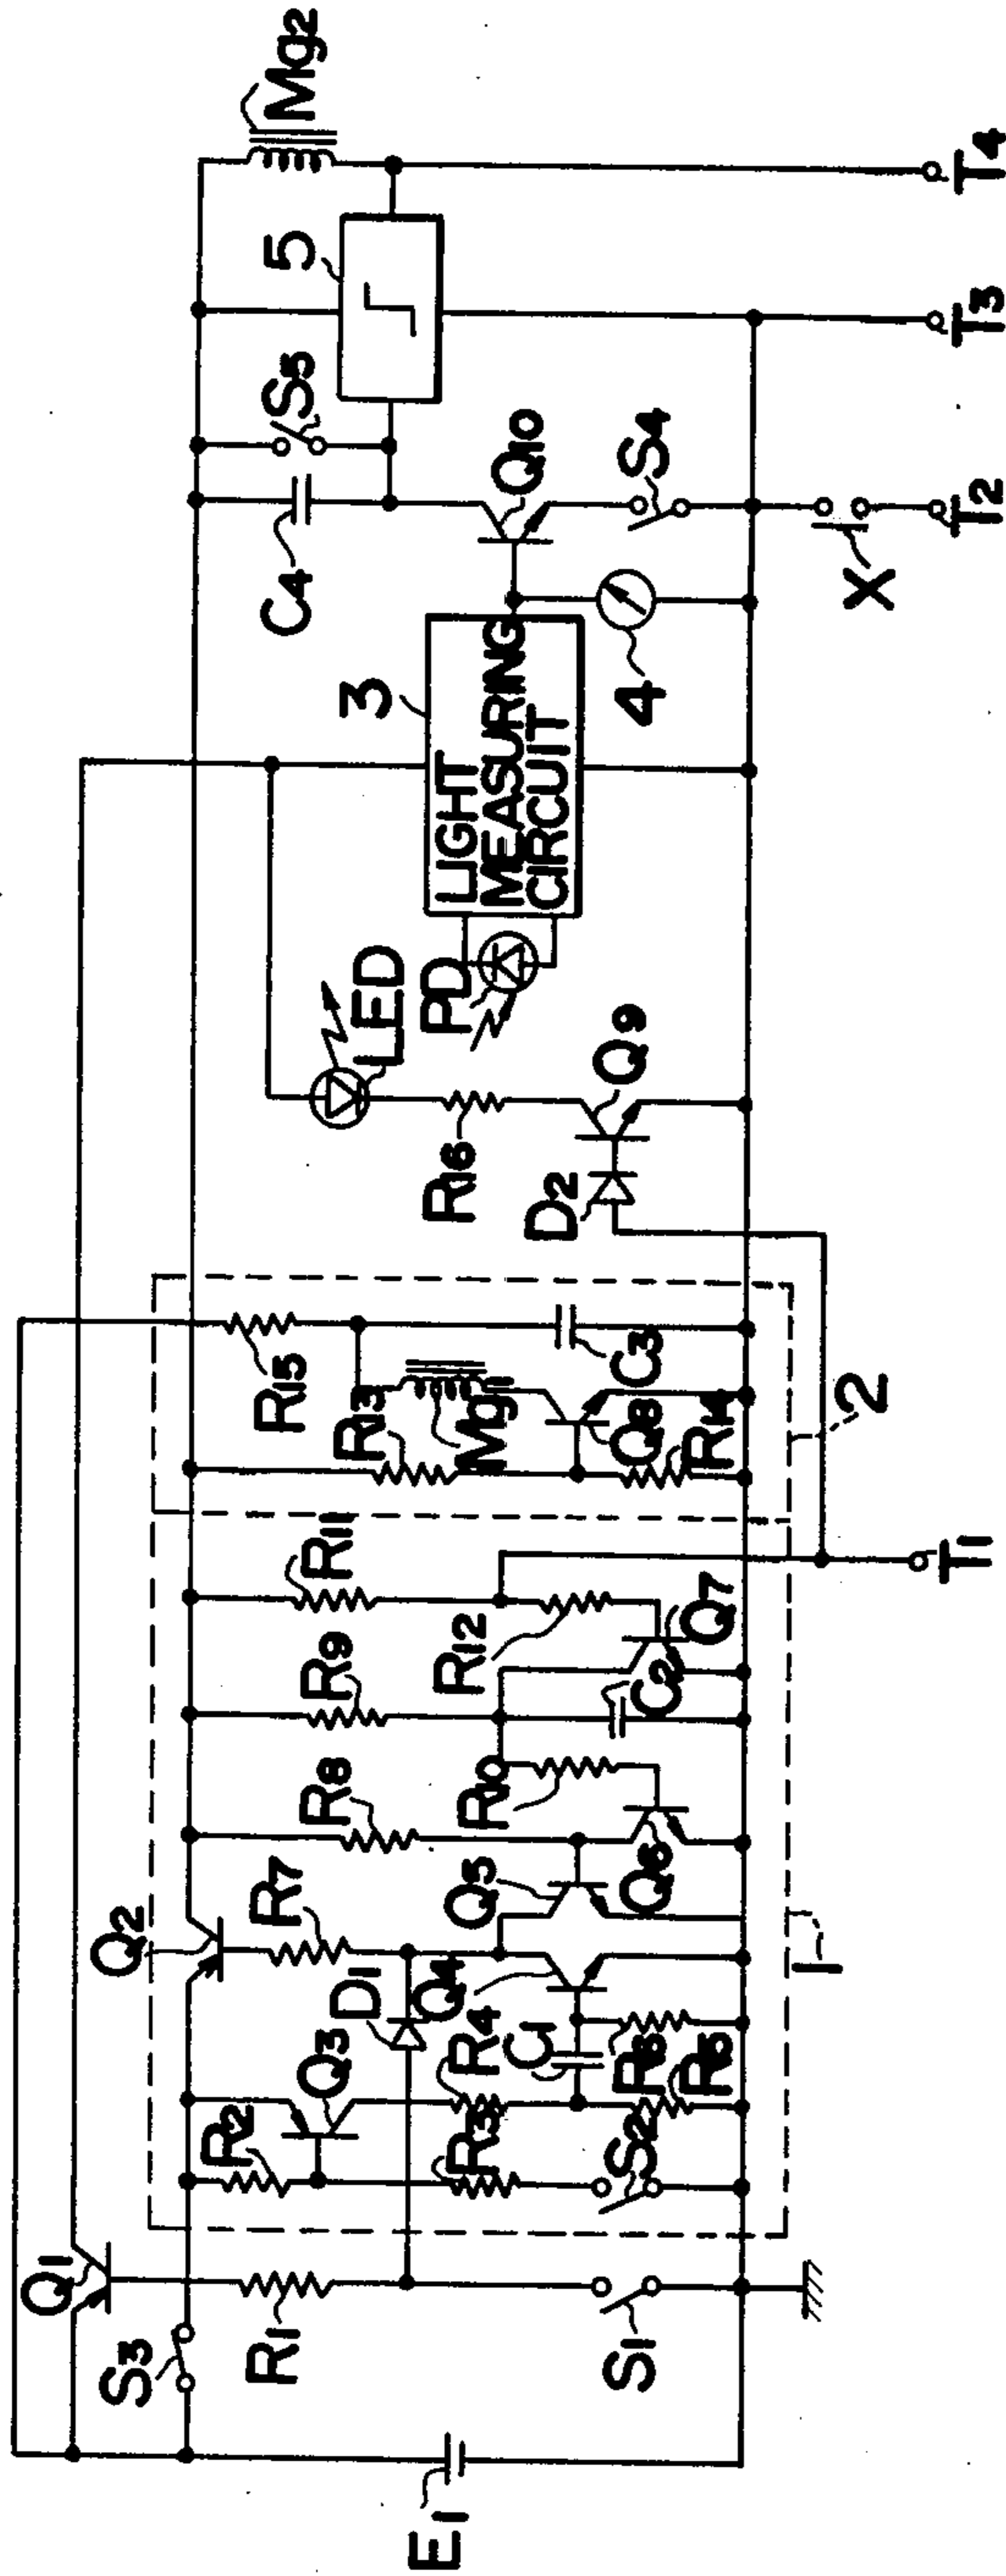 E1
S3
Q1
R1
S1
R2
Q3
D1
R3
S2
R4
C1
R6
R5
Q2
R7
Q4
Q5
R8
Q6
R10
R9
C2
R12
Q7
R11
T1
1
2
R13
Mg1
Q8
R14
R15
C3
D2
Q9
R16
LED
PD
3
LIGHT
MEASURING
CIRCUIT
4
C4
Q10
S4
S5
X
T2
5
T3
Mg2
T4